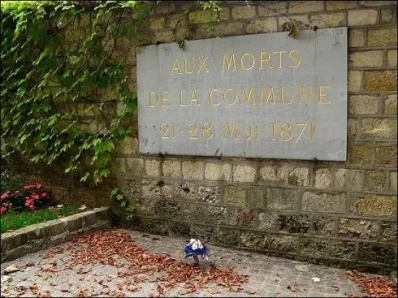 AUX MORTS
DE LA COMMUNE
21-28 MAI 1871